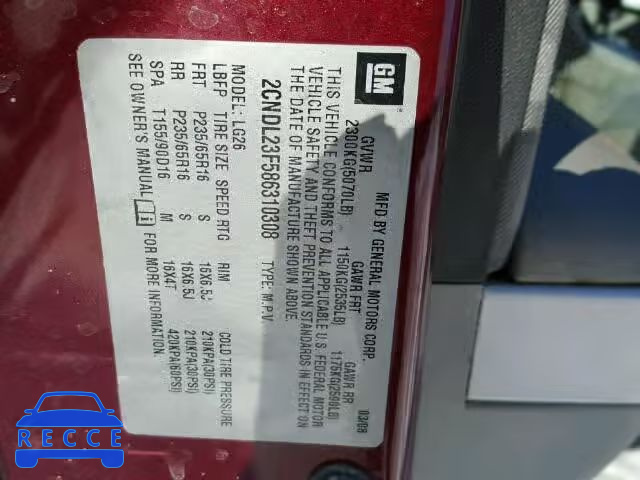 GM
MFD BY GENERAL MOTORS CORP. 03/08
GVWR GAWR FRT GAWR RR
2300KG(5070LB) 1150KG(2535LB) 1175KG(2590LB)
THIS VEHICLE CONFORMS TO ALL APPLICABLE U.S. FEDERAL MOTOR
VEHICLE SAFETY AND THEFT PREVENTION STANDARDS IN EFFECT ON
THE DATE OF MANUFACTURE SHOWN ABOVE.
2CNDL23F586310308 TYPE: M.P.V.
MODEL: LG26
LBFP TIRE SIZE SPEED RTG RIM COLD TIRE PRESSURE
FRT P235/65R16 S 16X6.5J 210KPA(30PSI)
RR P235/65R16 S 16X6.5J 210KPA(30PSI)
SPA T155/90D16 M 16X4T 420KPA(60PSI)
SEE OWNER'S MANUAL FOR MORE INFORMATION
RECCE